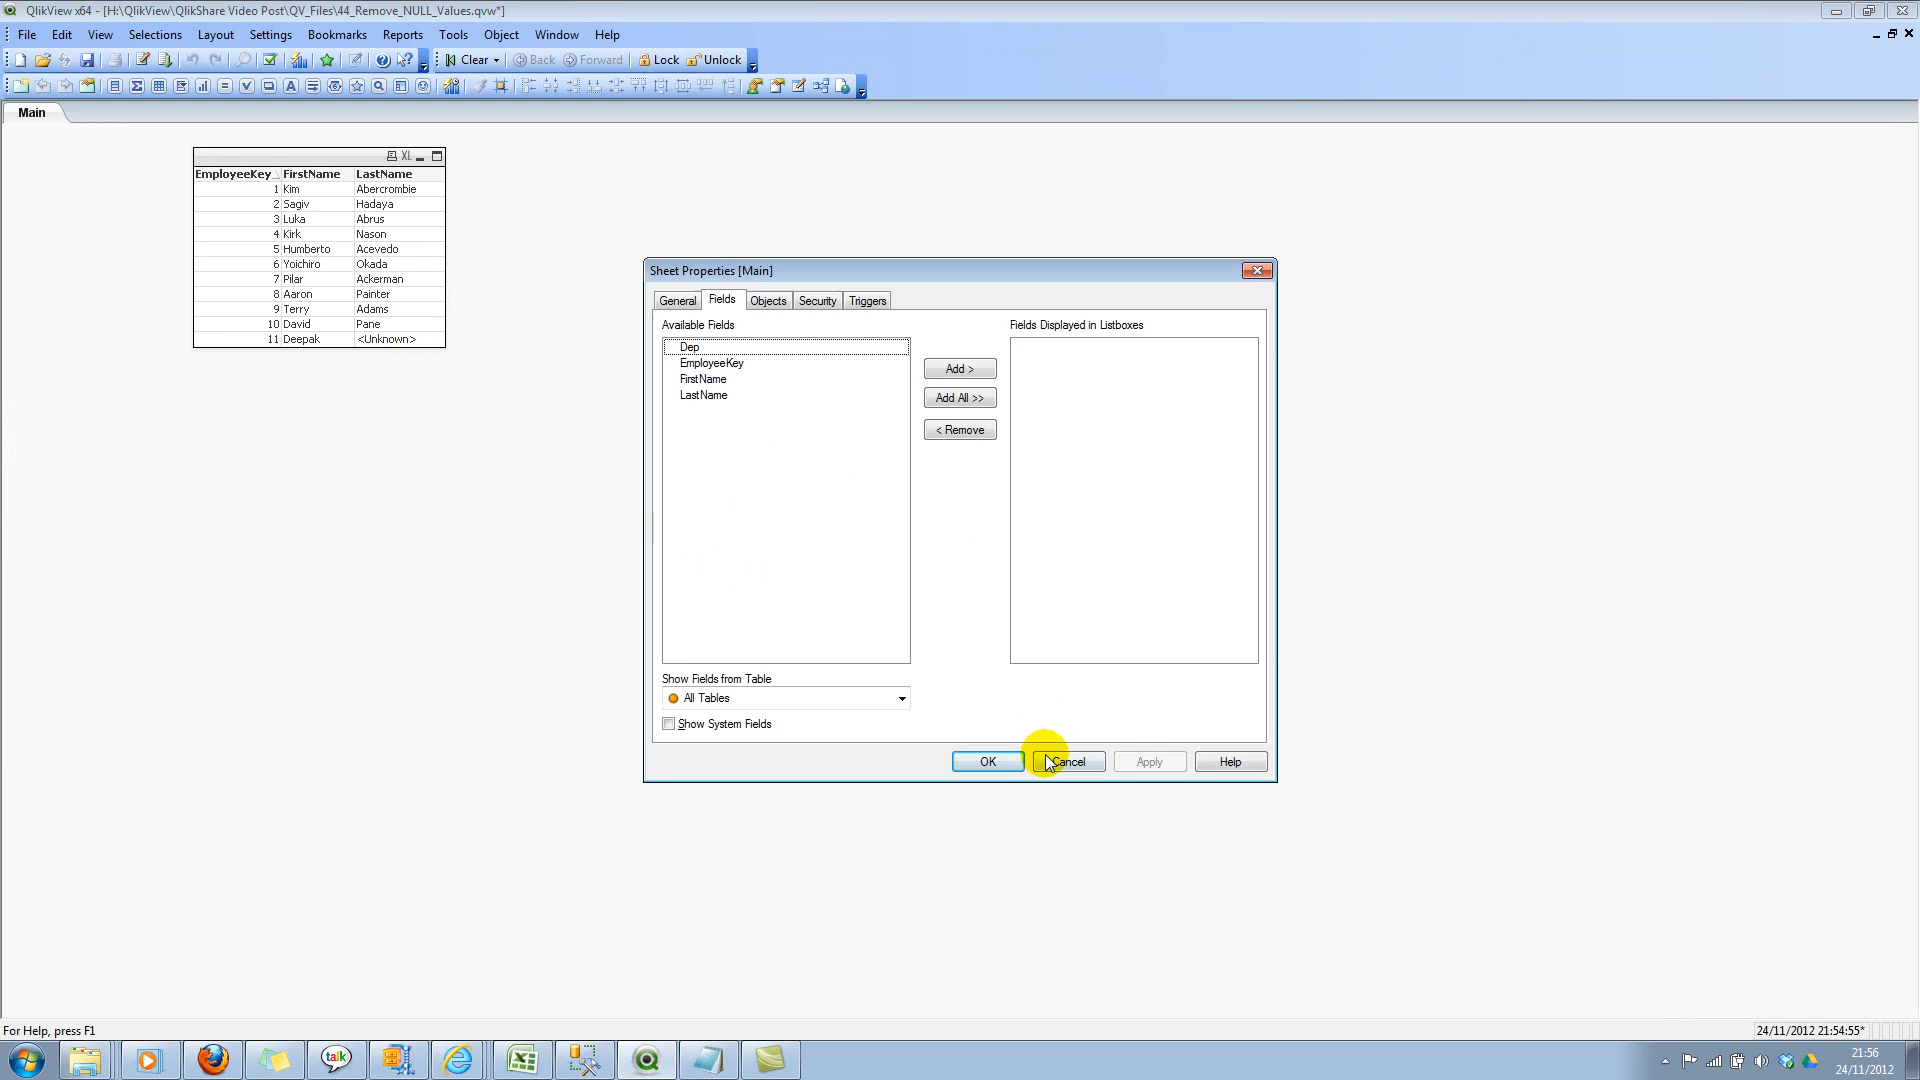 QlikView x64 - [H:\QlikView\QlikShare Video Post\QV_Files\44_Remove_NULL_Values.qvw*]
File Edit View Selections Layout Settings Bookmarks Reports Tools Object Window Help
Clear Back Forward Lock Unlock
Main
XL
EmployeeKey FirstName LastName
1 Kim Abercrombie
2 Sagiv Hadaya
3 Luka Abrus
4 Kirk Nason
5 Humberto Acevedo
6 Yoichiro Okada
7 Pilar Ackerman
8 Aaron Painter
9 Terry Adams
10 David Pane
11 Deepak <Unknown>
Sheet Properties [Main]
General Fields Objects Security Triggers
Available Fields
Fields Displayed in Listboxes
Dep
EmployeeKey
FirstName
LastName
Add >
Add All >>
< Remove
Show Fields from Table
All Tables
Show System Fields
OK Cancel Apply Help
For Help, press F1
24/11/2012 21:54:55*
talk
21:56
24/11/2012